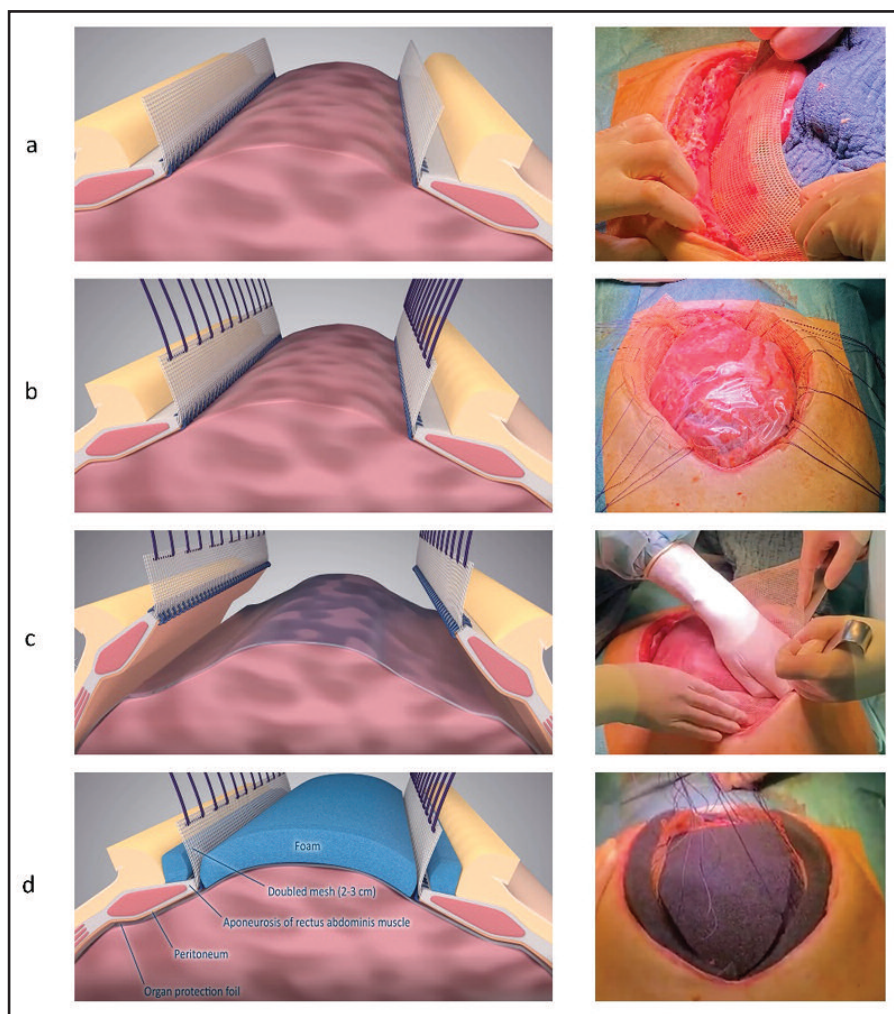 a
b
c
d
Foam
Doubled mesh (2-3 cm)
Aponeurosis of rectus abdominis muscle
Peritoneum
Organ protection foil